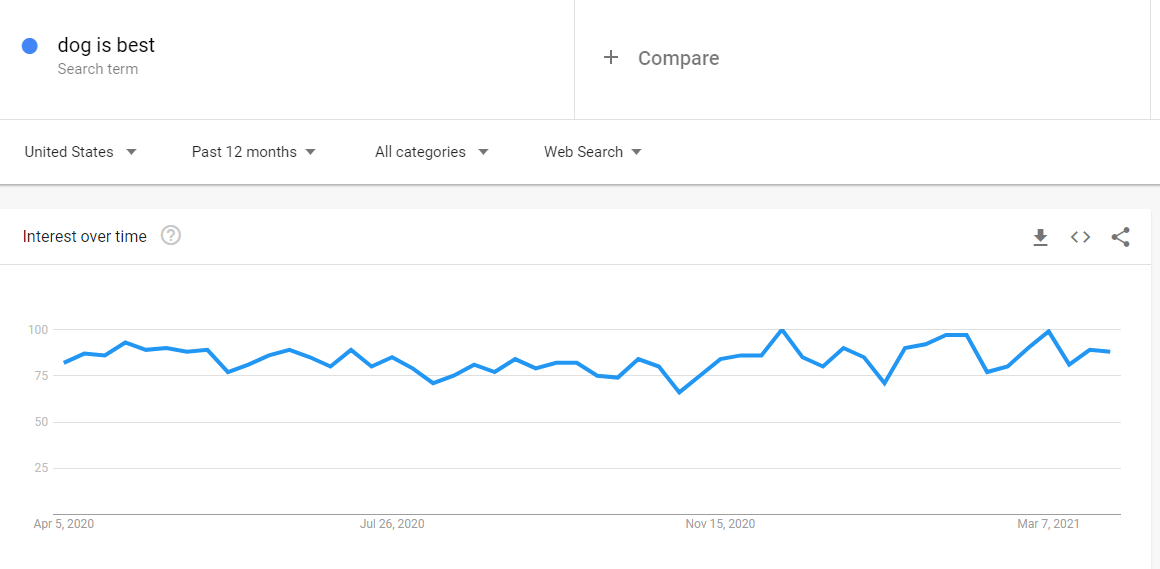 dog is best
Search term
+ Compare
United States
Past 12 months
All categories
Web Search
Interest over time
?
100
75
50
25
Apr 5, 2020
Jul 26, 2020
Nov 15, 2020
Mar 7, 2021